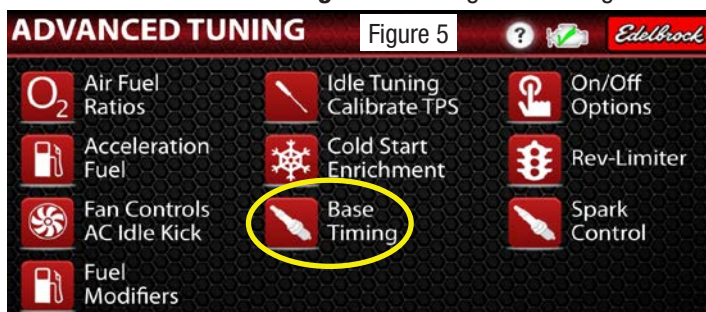 ADVANCED TUNING
Figure 5
?
Edelbrock
O2
Air Fuel
Ratios
Idle Tuning
Calibrate TPS
On/Off
Options
Acceleration
Fuel
Cold Start
Enrichment
Rev-Limiter
Fan Controls
AC Idle Kick
Base
Timing
Spark
Control
Fuel
Modifiers